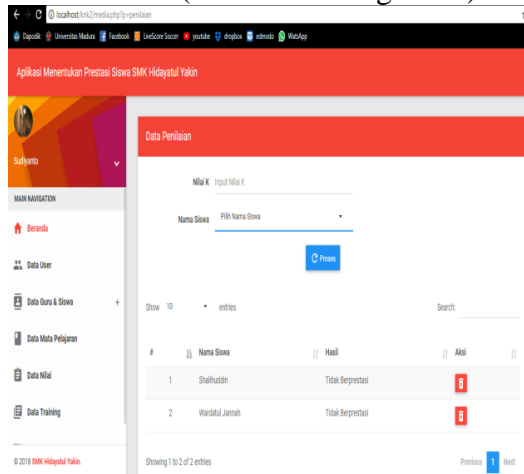 localhost/knk2/media.php?p=penilaian
Dapodik Universitas Madura Facebook LiveScore Soccer youtube dropbox edmodo WatsApp
Aplikasi Menentukan Prestasi Siswa SMK Hidayatul Yakin
Sudiyanto
MAIN NAVIGATION
Beranda
Data User
Data Guru & Siswa +
Data Mata Pelajaran
Data Nilai
Data Training
© 2018 SMK Hidayatul Yakin.
Data Penilaian
Nilai K Input Nilai K
Nama Siswa Pilih Nama Siswa
Proses
Show 10 entries Search:
# Nama Siswa Hasil Aksi
1 Shalihuddin Tidak Berprestasi
2 Wardatul Jannah Tidak Berprestasi
Showing 1 to 2 of 2 entries Previous 1 Next